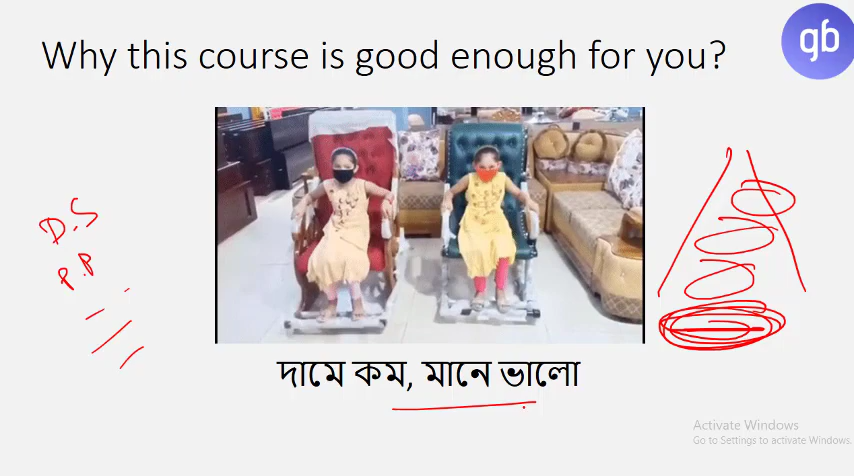 gb
Why this course is good enough for you?
D.S
P.P
দামে কম, মানে ভালো
Activate Windows
Go to Settings to activate Windows.